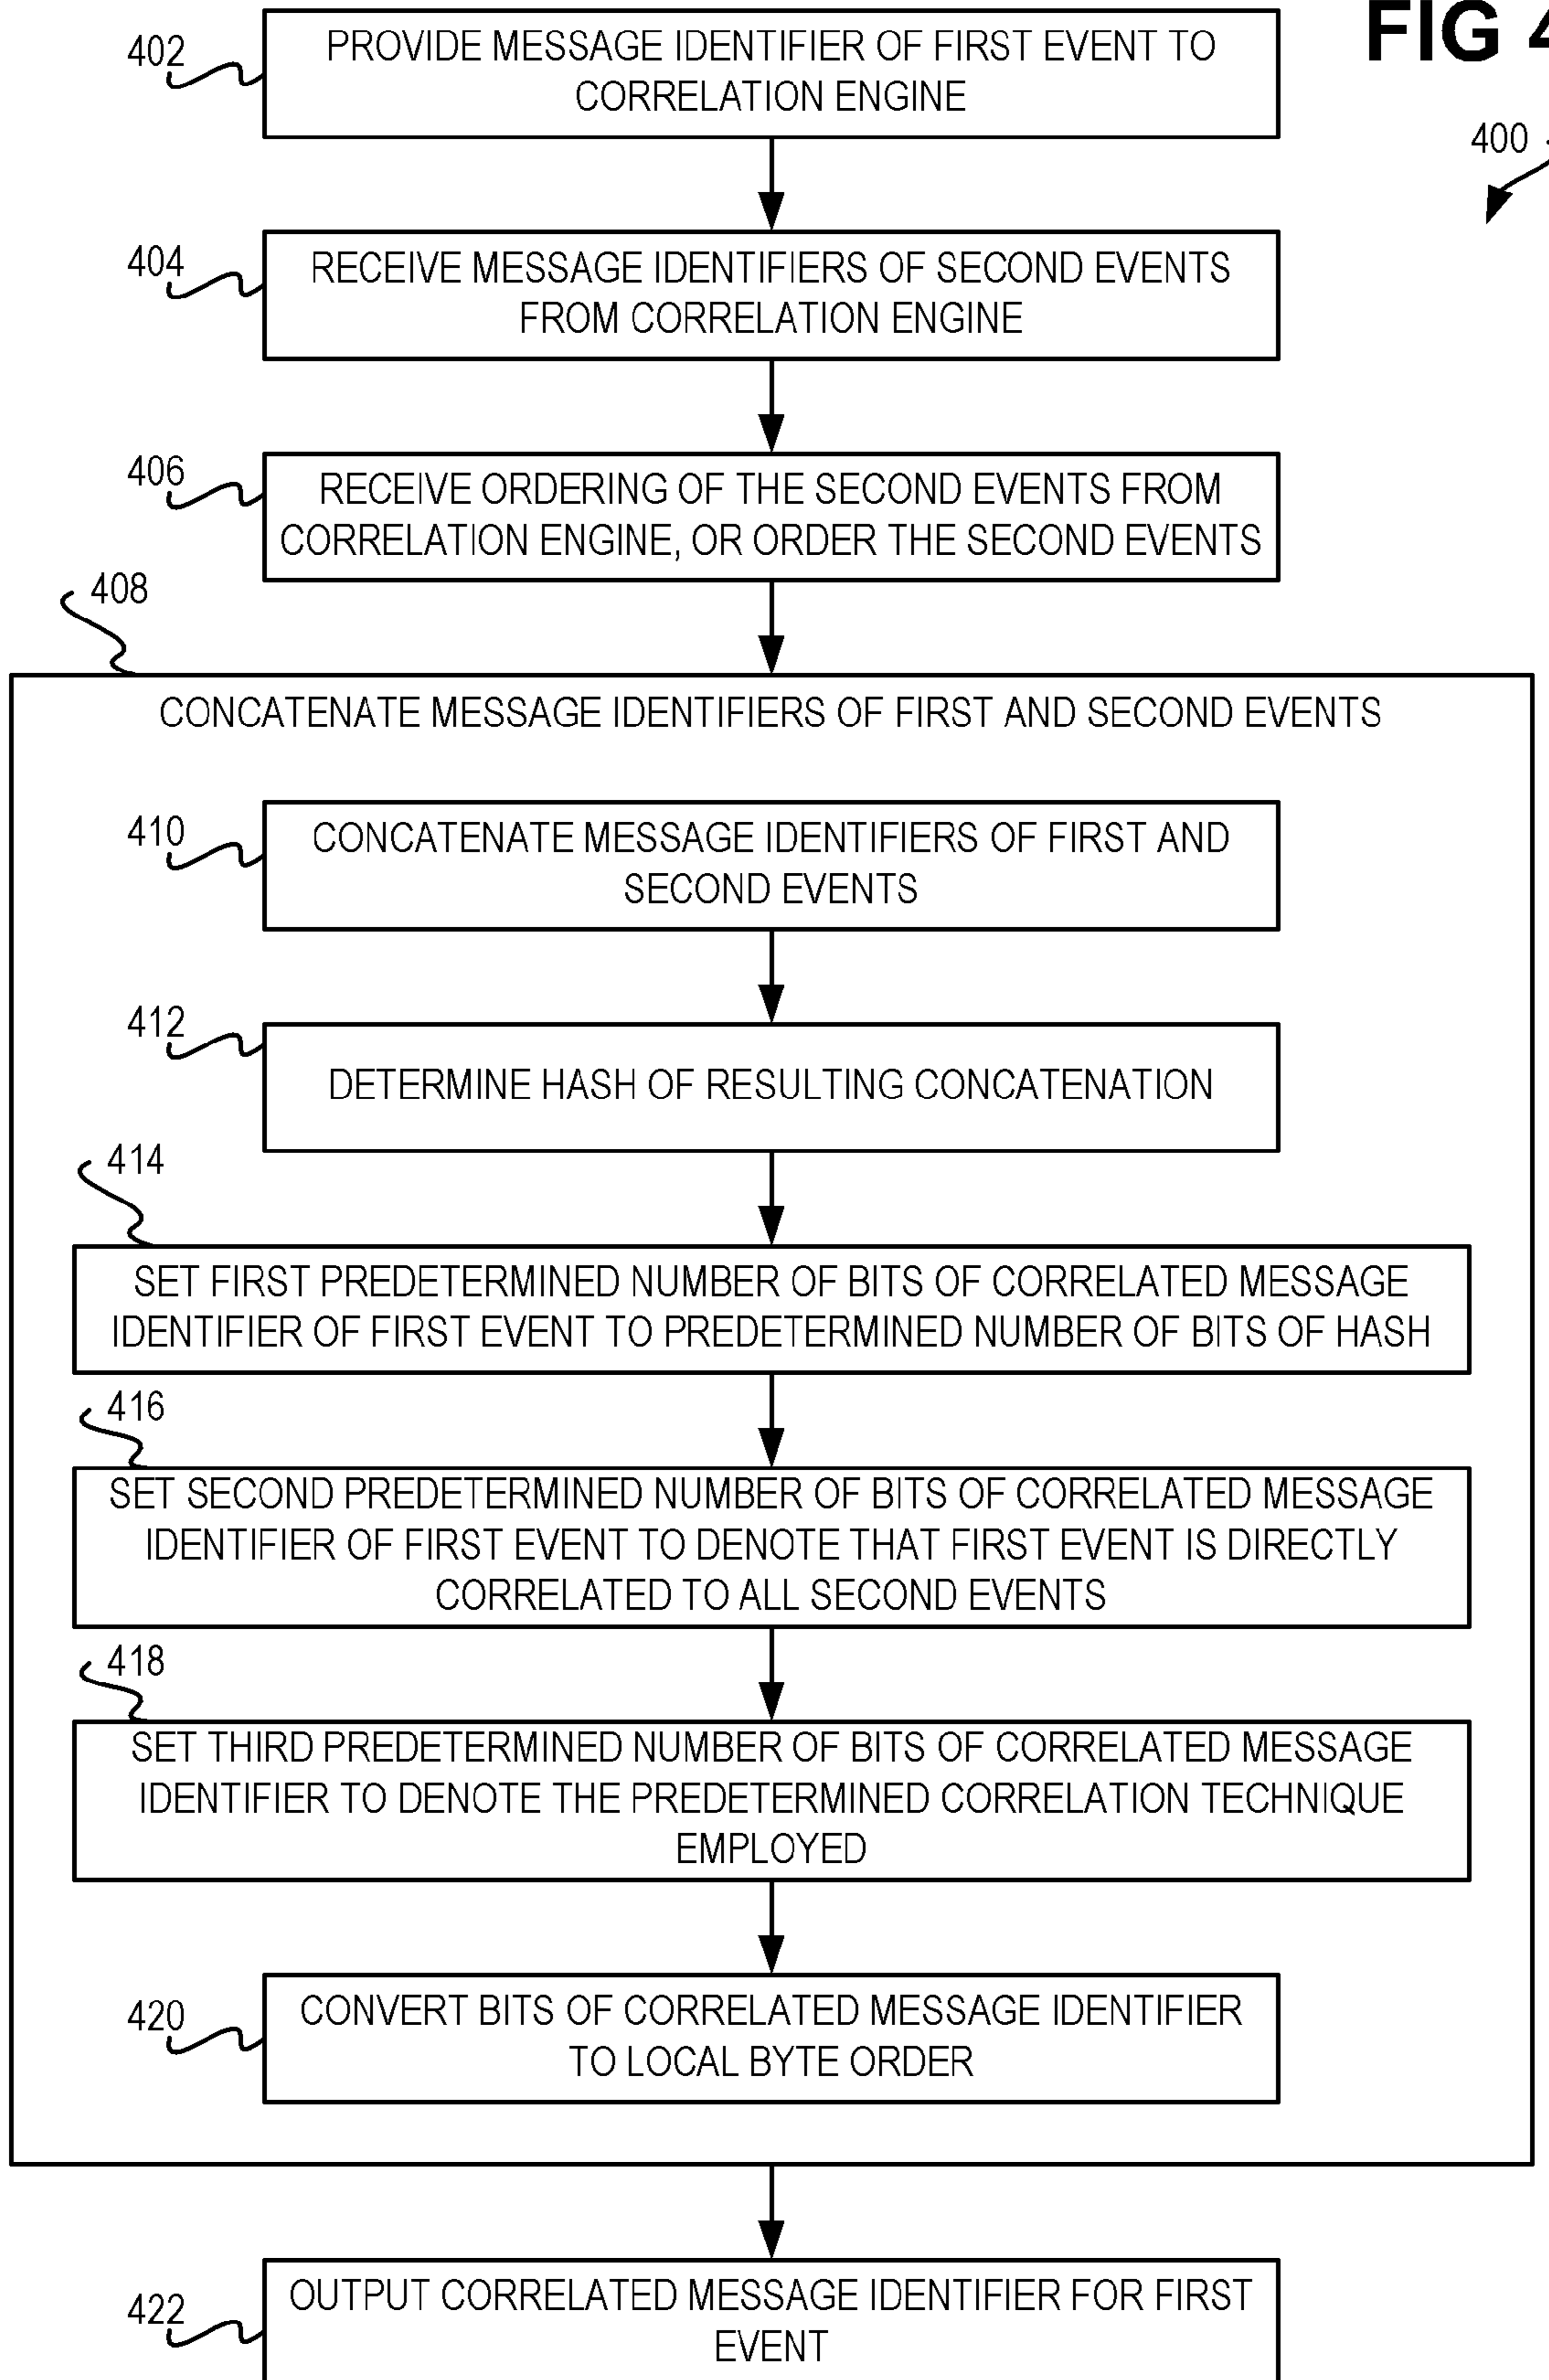 FIG 4
400
402
PROVIDE MESSAGE IDENTIFIER OF FIRST EVENT TO
CORRELATION ENGINE
404
RECEIVE MESSAGE IDENTIFIERS OF SECOND EVENTS
FROM CORRELATION ENGINE
406
RECEIVE ORDERING OF THE SECOND EVENTS FROM
CORRELATION ENGINE, OR ORDER THE SECOND EVENTS
408
CONCATENATE MESSAGE IDENTIFIERS OF FIRST AND SECOND EVENTS
410
CONCATENATE MESSAGE IDENTIFIERS OF FIRST AND
SECOND EVENTS
412
DETERMINE HASH OF RESULTING CONCATENATION
414
SET FIRST PREDETERMINED NUMBER OF BITS OF CORRELATED MESSAGE
IDENTIFIER OF FIRST EVENT TO PREDETERMINED NUMBER OF BITS OF HASH
416
SET SECOND PREDETERMINED NUMBER OF BITS OF CORRELATED MESSAGE
IDENTIFIER OF FIRST EVENT TO DENOTE THAT FIRST EVENT IS DIRECTLY
CORRELATED TO ALL SECOND EVENTS
418
SET THIRD PREDETERMINED NUMBER OF BITS OF CORRELATED MESSAGE
IDENTIFIER TO DENOTE THE PREDETERMINED CORRELATION TECHNIQUE
EMPLOYED
420
CONVERT BITS OF CORRELATED MESSAGE IDENTIFIER
TO LOCAL BYTE ORDER
422
OUTPUT CORRELATED MESSAGE IDENTIFIER FOR FIRST
EVENT